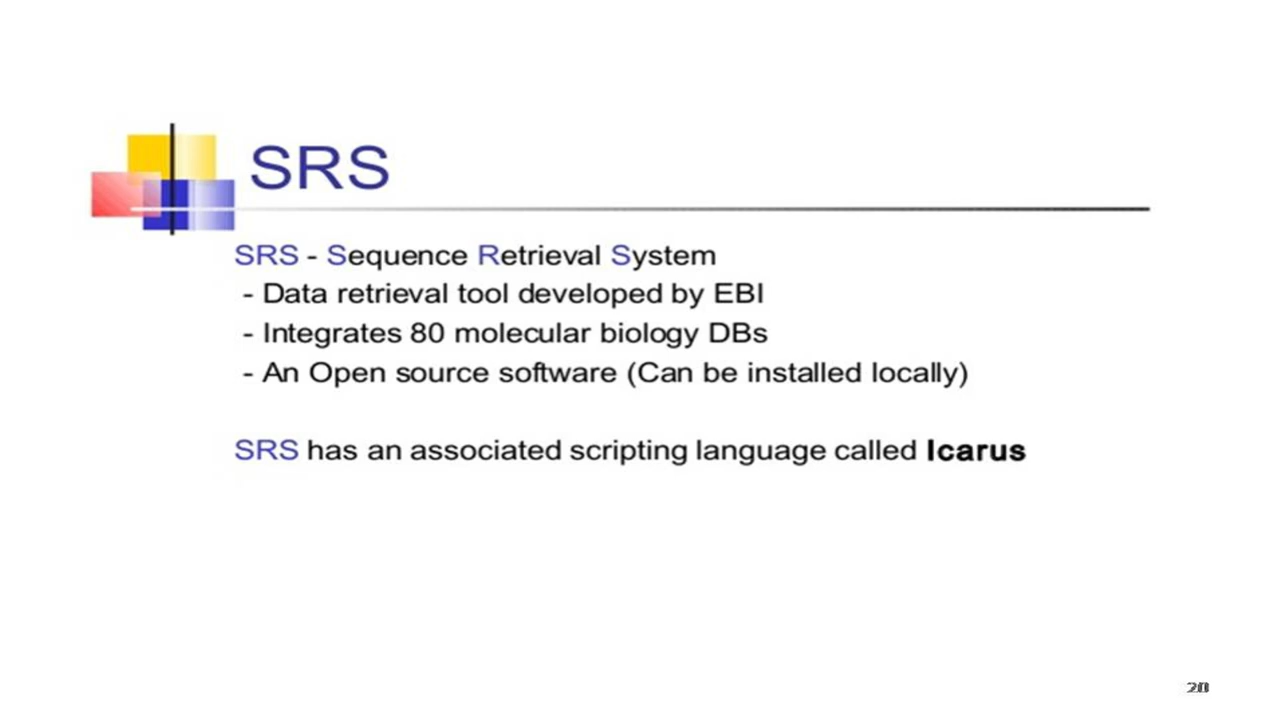 SRS
SRS - Sequence Retrieval System
- Data retrieval tool developed by EBI
- Integrates 80 molecular biology DBs
- An Open source software (Can be installed locally)
SRS has an associated scripting language called Icarus